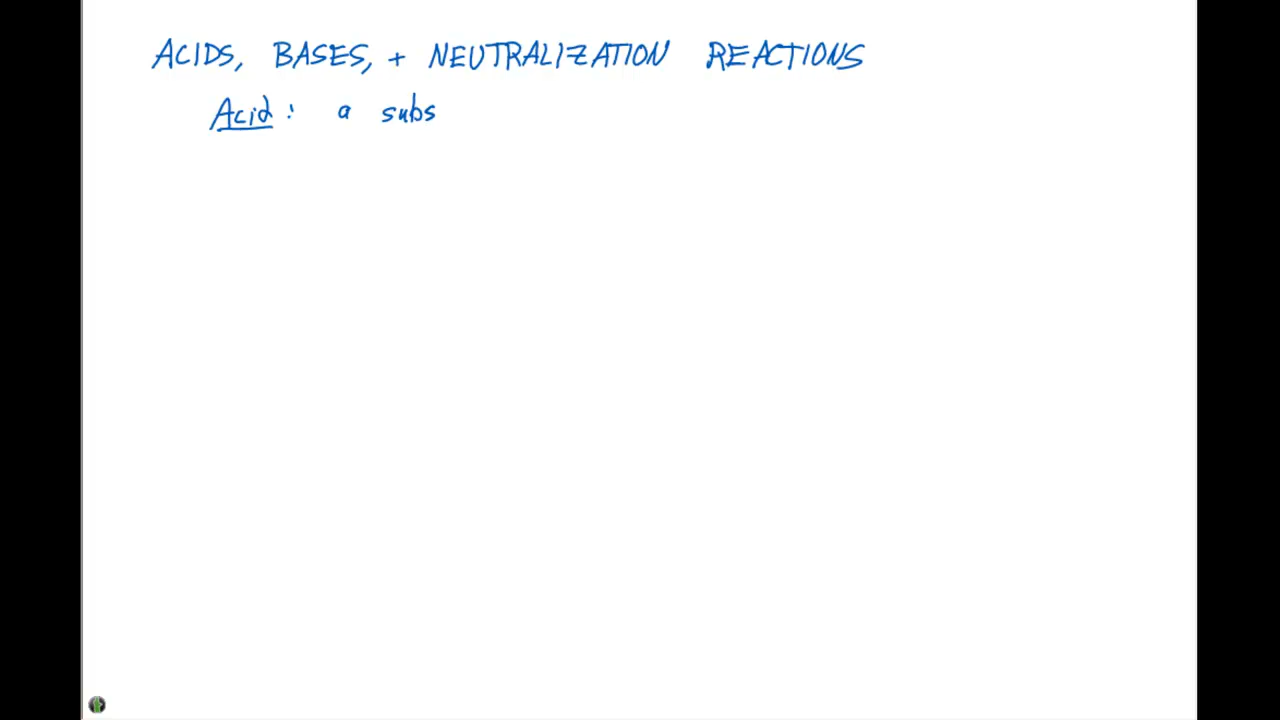 ACIDS, BASES, + NEUTRALIZATION REACTIONS
Acid: a subs